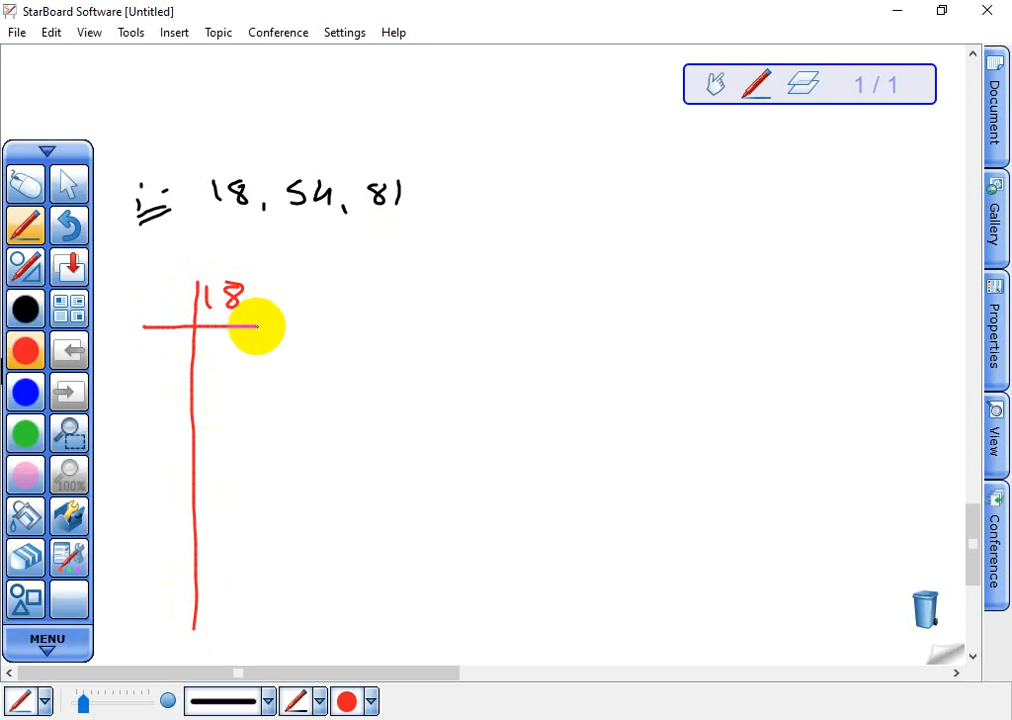 StarBoard Software [Untitled]
File Edit View Tools Insert Topic Conference Settings Help
1 / 1
Document
Gallery
Properties
View
Conference
i:- 18, 54, 81
18
100%
MENU